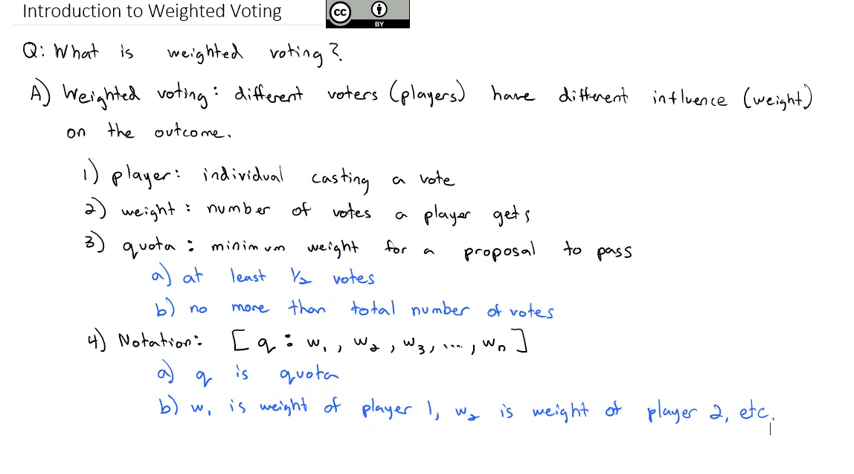 Introduction to Weighted Voting
cc
BY
Q: What is weighted voting?
A) Weighted voting: different voters (players) have different influence (weight)
on the outcome.
1) player: individual casting a vote
2) weight: number of votes a player gets
3) quota: minimum weight for a proposal to pass
a) at least 1/2 votes
b) no more than total number of votes
4) Notation: [q : w₁, w₂, w₃, ..., wₙ]
a) q is quota
b) w₁ is weight of player 1, w₂ is weight of player 2, etc.